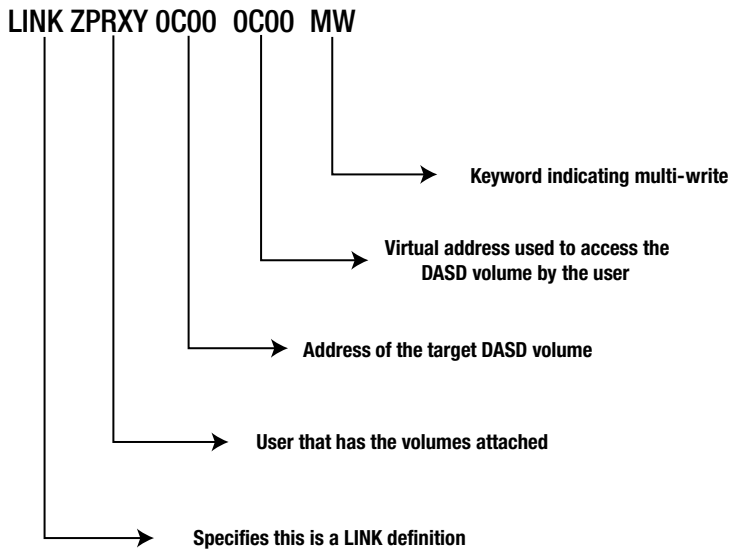 LINK ZPRXY 0C00 0C00 MW
Keyword indicating multi-write
Virtual address used to access the
DASD volume by the user
Address of the target DASD volume
User that has the volumes attached
Specifies this is a LINK definition